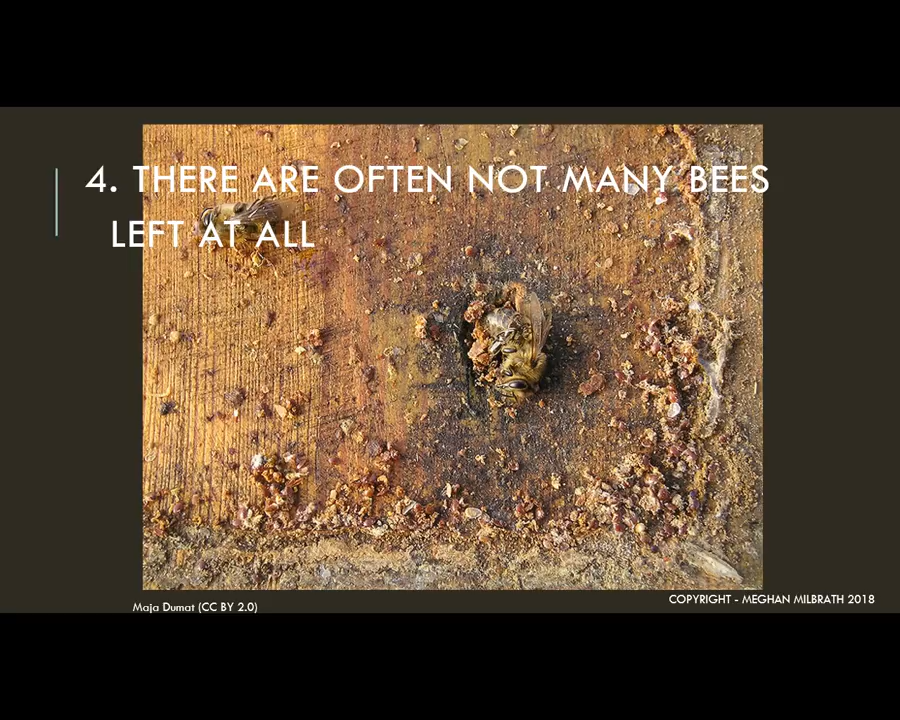 4. THERE ARE OFTEN NOT MANY BEES
LEFT AT ALL
Maja Dumat (CC BY 2.0)
COPYRIGHT - MEGHAN MILBRATH 2018